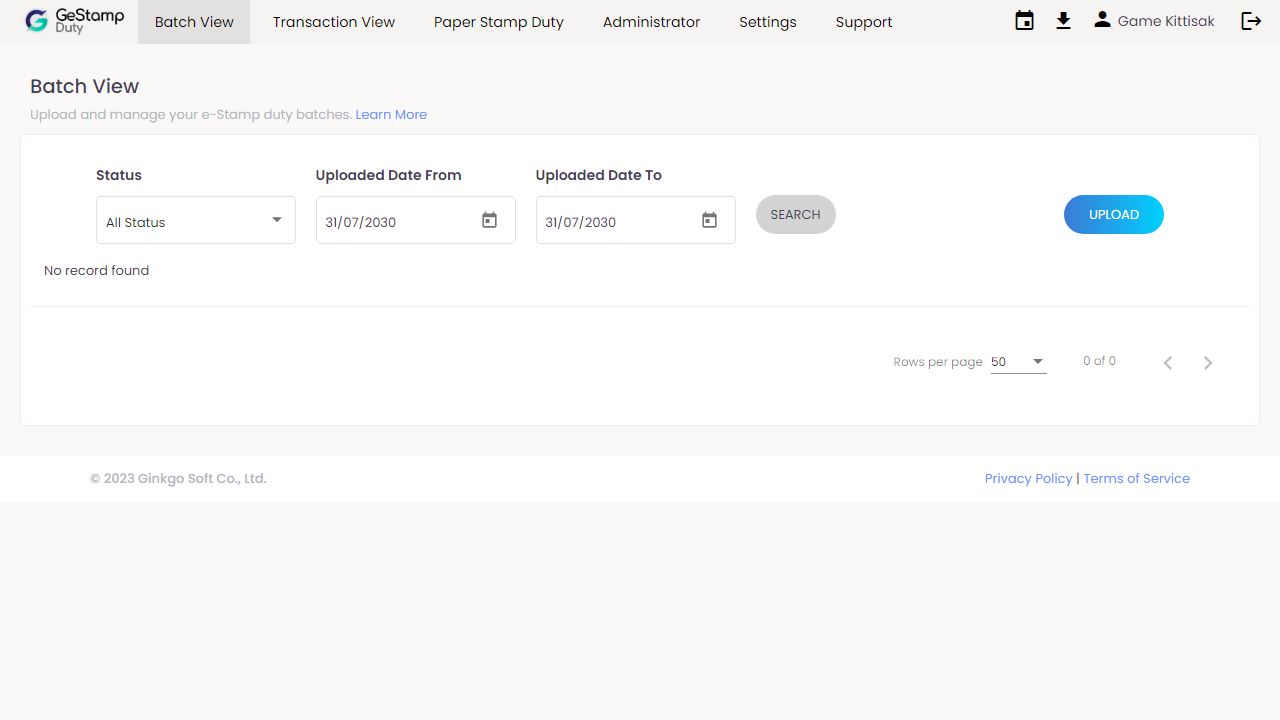 GeStamp Duty
Batch View
Transaction View
Paper Stamp Duty
Administrator
Settings
Support
Game Kittisak
Batch View
Upload and manage your e-Stamp duty batches. Learn More
Status
Uploaded Date From
Uploaded Date To
All Status
31/07/2030
31/07/2030
SEARCH
UPLOAD
No record found
Rows per page 50
0 of 0
© 2023 Ginkgo Soft Co., Ltd.
Privacy Policy | Terms of Service